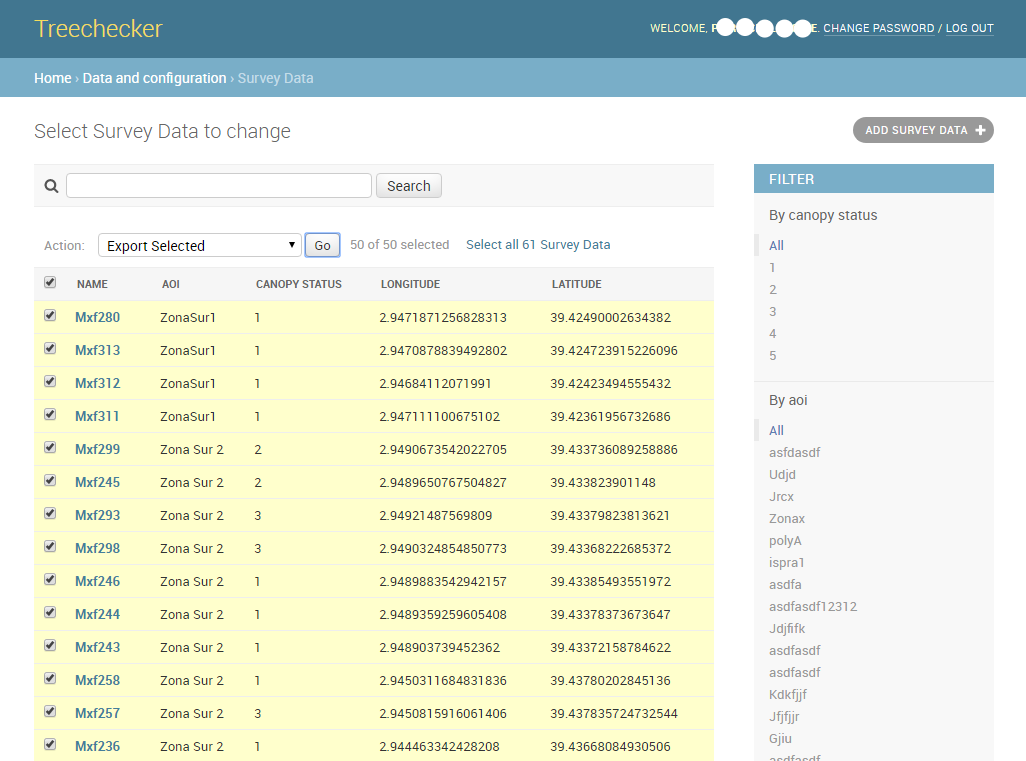 Treechecker
WELCOME, CHANGE PASSWORD / LOG OUT
Home › Data and configuration › Survey Data
Select Survey Data to change
ADD SURVEY DATA +
Search
Action: Export Selected Go 50 of 50 selected Select all 61 Survey Data
NAME AOI CANOPY STATUS LONGITUDE LATITUDE
Mxf280 ZonaSur1 1 2.9471871256828313 39.42490002634382
Mxf313 ZonaSur1 1 2.9470878839492802 39.424723915226096
Mxf312 ZonaSur1 1 2.94684112071991 39.42423494555432
Mxf311 ZonaSur1 1 2.947111100675102 39.42361956732686
Mxf299 Zona Sur 2 2 2.9490673542022705 39.433736089258886
Mxf245 Zona Sur 2 2 2.9489650767504827 39.433823901148
Mxf293 Zona Sur 2 3 2.94921487569809 39.43379823813621
Mxf298 Zona Sur 2 3 2.9490324854850773 39.43368222685372
Mxf246 Zona Sur 2 1 2.9489883542942157 39.43385493551972
Mxf244 Zona Sur 2 1 2.9489359259605408 39.43378373673647
Mxf243 Zona Sur 2 1 2.948903739452362 39.43372158784622
Mxf258 Zona Sur 2 1 2.9450311684831836 39.43780202845136
Mxf257 Zona Sur 2 3 2.9450815916061406 39.437835724732544
Mxf236 Zona Sur 2 1 2.944463342428208 39.43668084930506
FILTER
By canopy status
All
1
2
3
4
5
By aoi
All
asfdasdf
Udjd
Jrcx
Zonax
polyA
ispra1
asdfa
asdfasdf12312
Jdjfifk
asdfasdf
asdfasdf
Kdkfjjf
Jfjfjjr
Gjiu
asdfasdf